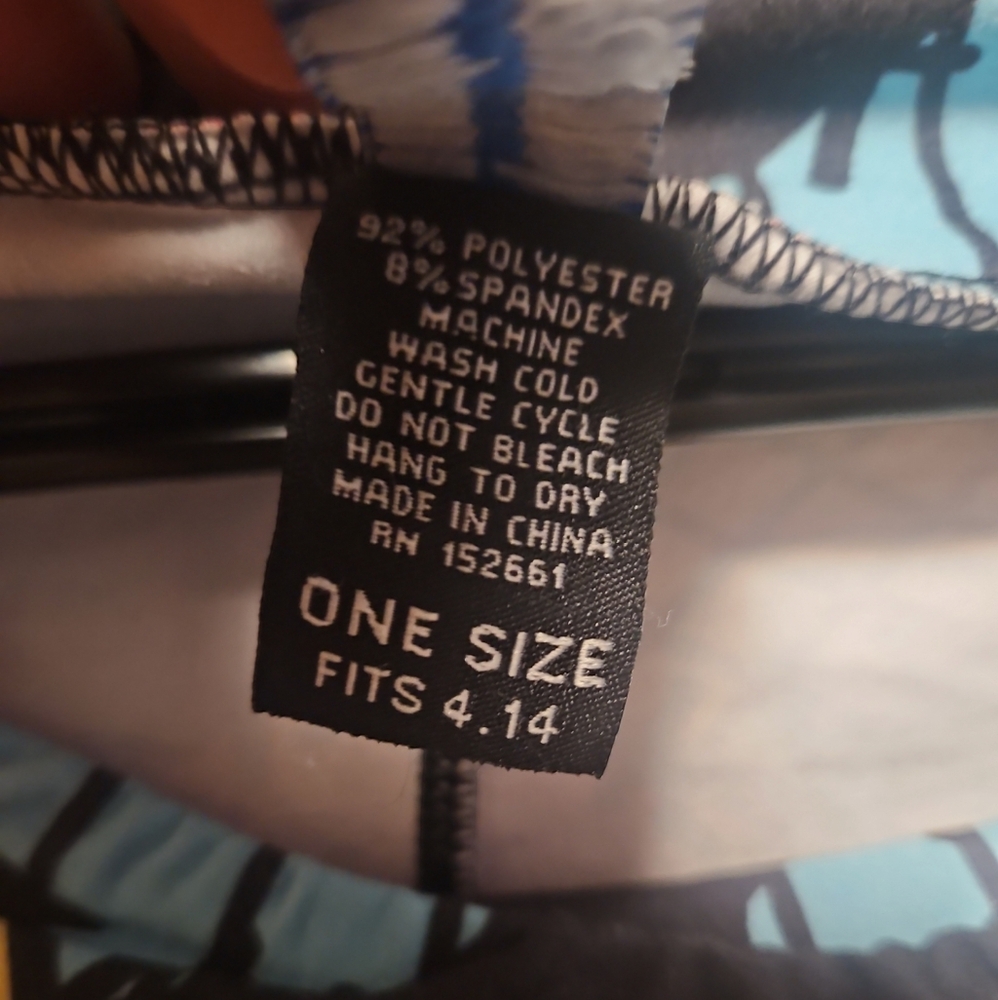 92% POLYESTER
8% SPANDEX
MACHINE
WASH COLD
GENTLE CYCLE
DO NOT BLEACH
HANG TO DRY
MADE IN CHINA
RN 152661
ONE SIZE
FITS 4.14